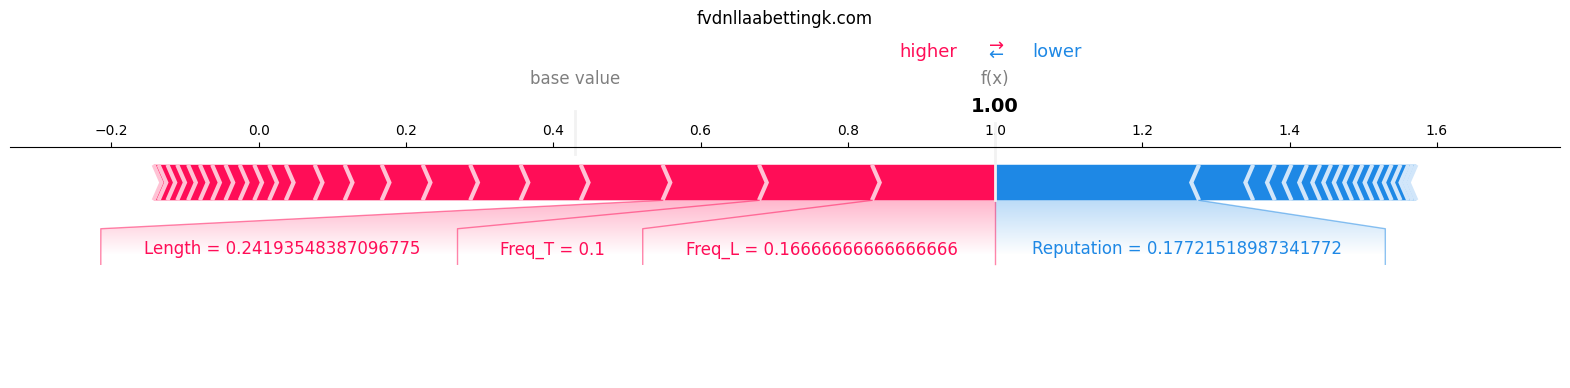 fvdnllaabettingk.com
higher → ← lower
base value f(x)
1.00
−0.2 0.0 0.2 0.4 0.6 0.8 1.0 1.2 1.4 1.6
Length = 0.24193548387096775 Freq_T = 0.1 Freq_L = 0.16666666666666666 Reputation = 0.17721518987341772